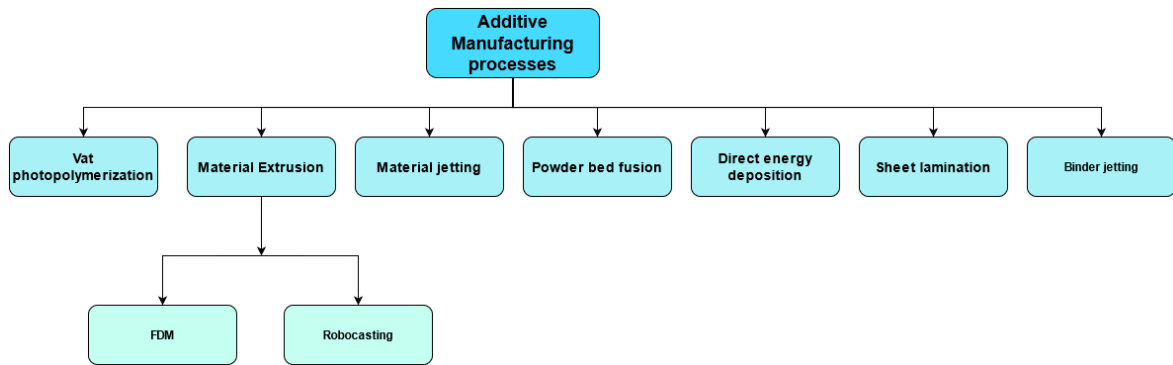 Additive
Manufacturing
processes
Vat
photopolymerization
Material Extrusion
Material jetting
Powder bed fusion
Direct energy
deposition
Sheet lamination
Binder jetting
FDM
Robocasting